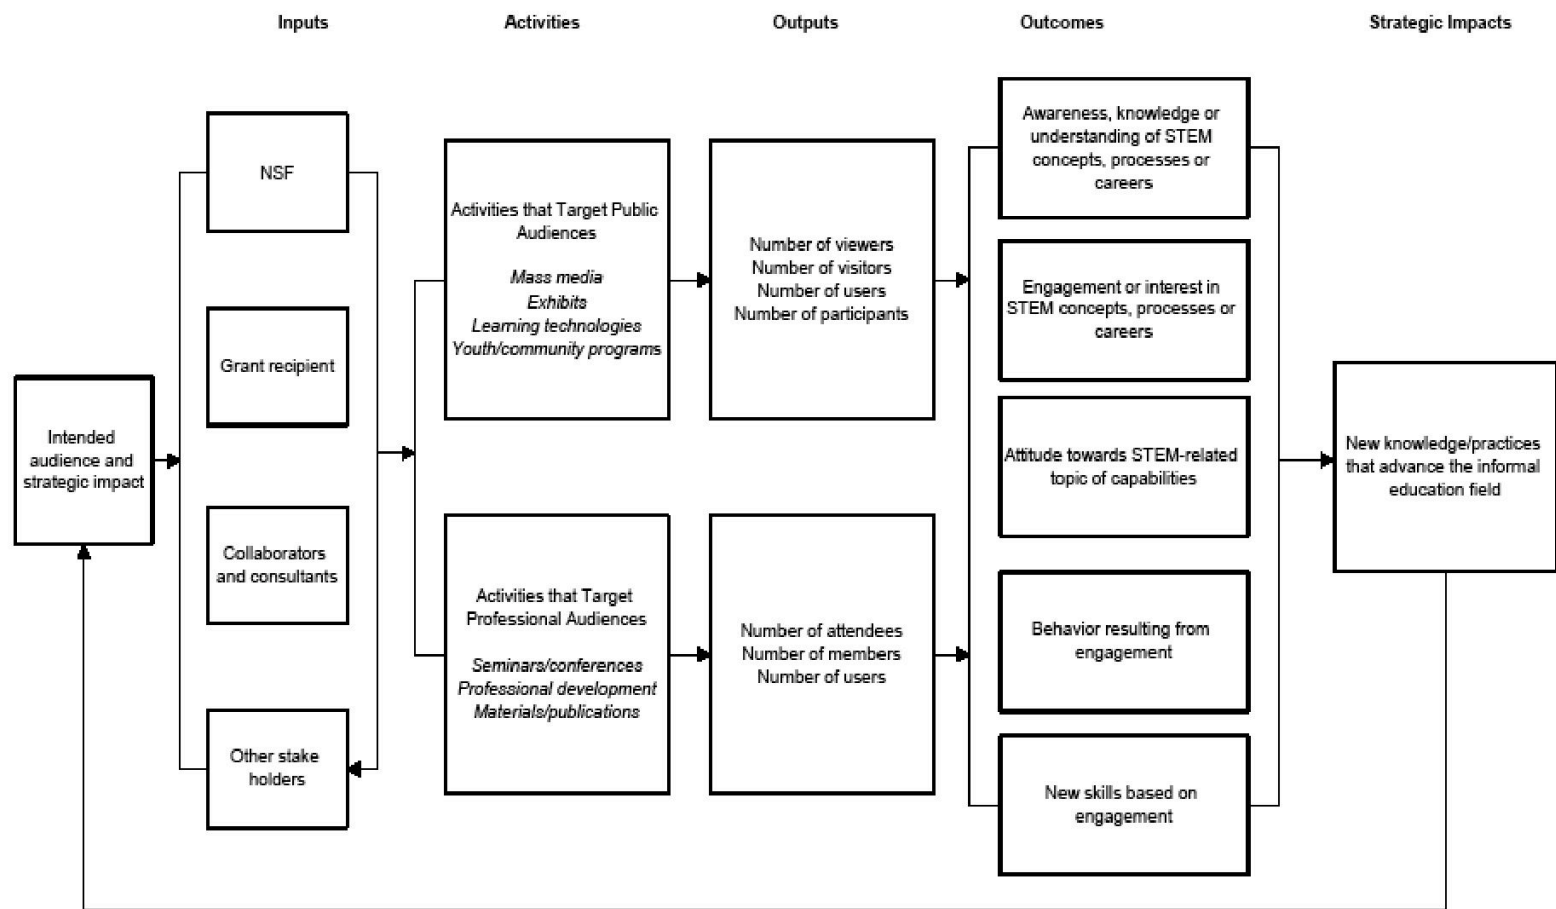 Inputs
Activities
Outputs
Outcomes
Strategic Impacts
Intended
audience and
strategic impact
NSF
Grant recipient
Collaborators
and consultants
Other stake
holders
Activities that Target Public
Audiences
Mass media
Exhibits
Learning technologies
Youth/community programs
Activities that Target
Professional Audiences
Seminars/conferences
Professional development
Materials/publications
Number of viewers
Number of visitors
Number of users
Number of participants
Number of attendees
Number of members
Number of users
Awareness, knowledge or
understanding of STEM
concepts, processes or
careers
Engagement or interest in
STEM concepts, processes or
careers
Attitude towards STEM-related
topic of capabilities
Behavior resulting from
engagement
New skills based on
engagement
New knowledge/practices
that advance the informal
education field